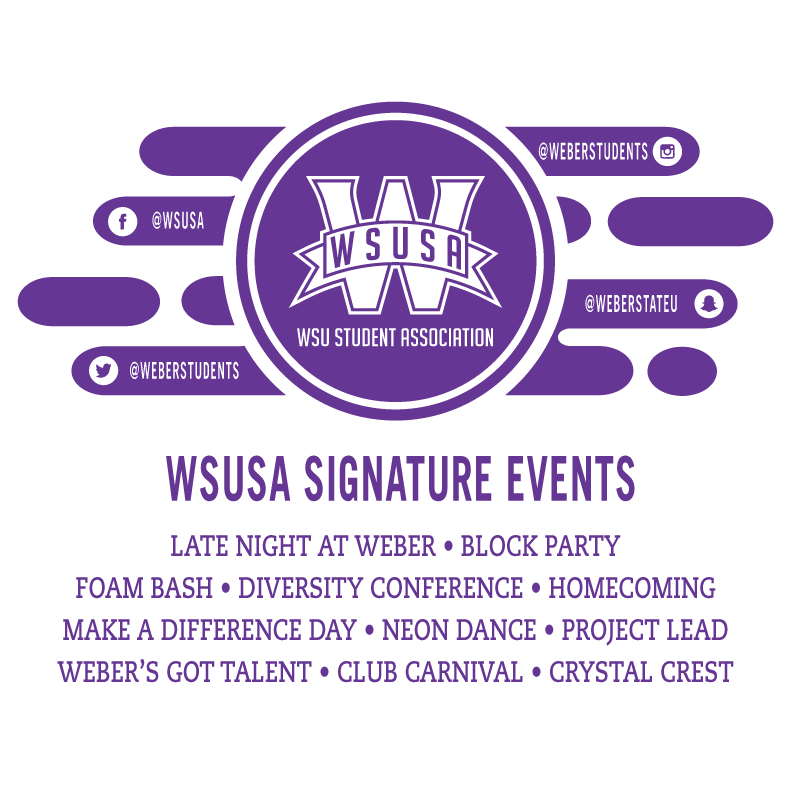 @WEBERSTUDENTS
@WSUSA
WSUSA
@WEBERSTATEU
WSU STUDENT ASSOCIATION
@WEBERSTUDENTS
WSUSA SIGNATURE EVENTS
LATE NIGHT AT WEBER • BLOCK PARTY
FOAM BASH • DIVERSITY CONFERENCE • HOMECOMING
MAKE A DIFFERENCE DAY • NEON DANCE • PROJECT LEAD
WEBER’S GOT TALENT • CLUB CARNIVAL • CRYSTAL CREST